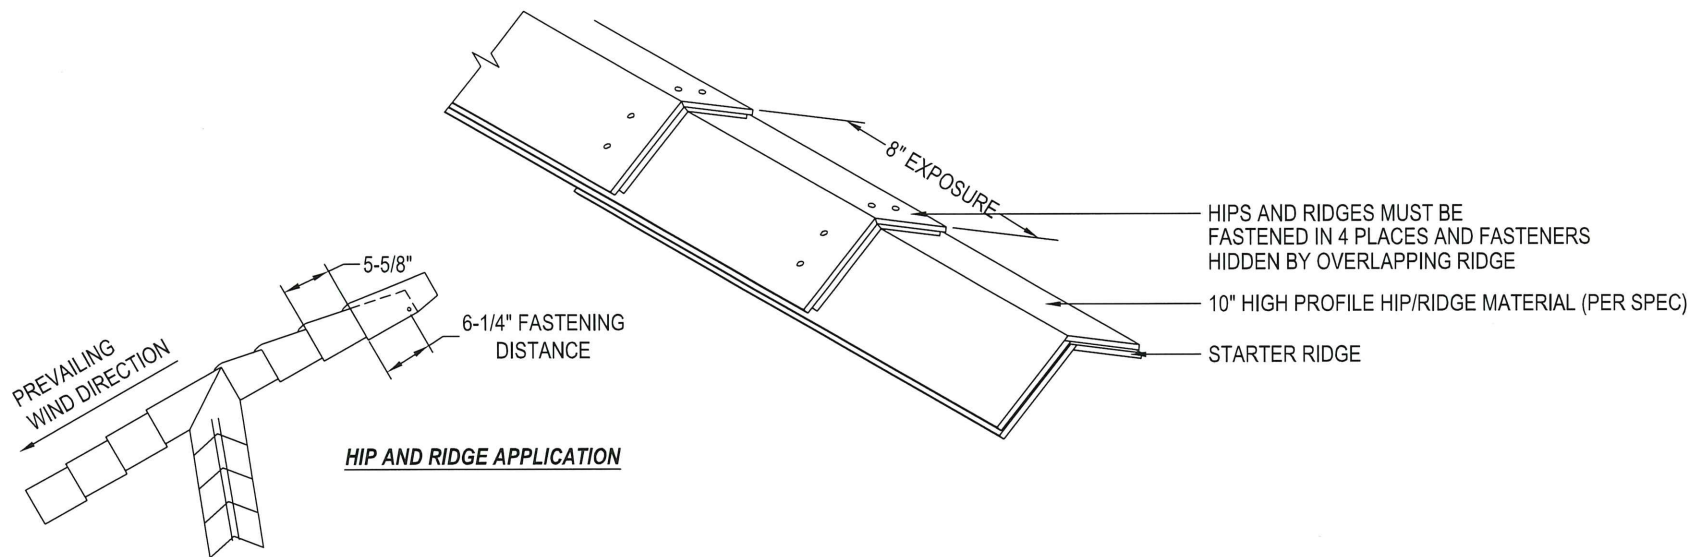 8" EXPOSURE
HIPS AND RIDGES MUST BE
FASTENED IN 4 PLACES AND FASTENERS
HIDDEN BY OVERLAPPING RIDGE
10" HIGH PROFILE HIP/RIDGE MATERIAL (PER SPEC)
STARTER RIDGE
5-5/8"
6-1/4" FASTENING
DISTANCE
PREVAILING
WIND DIRECTION
HIP AND RIDGE APPLICATION